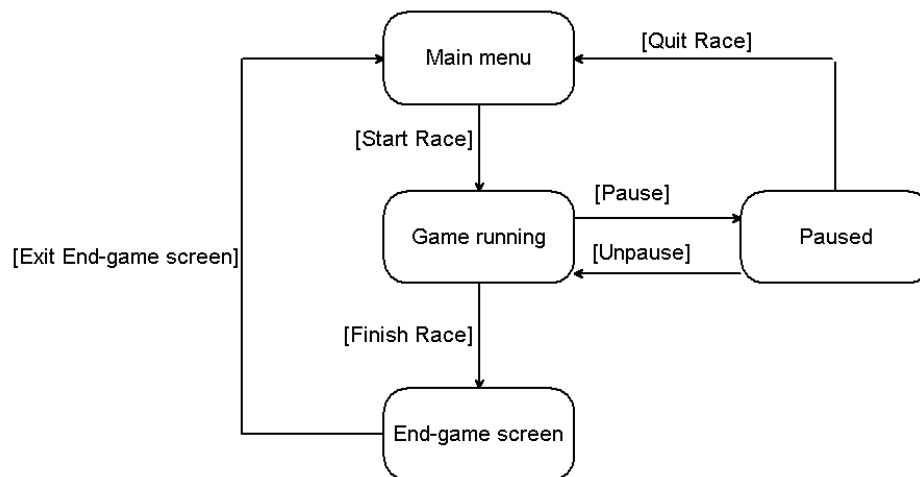 Main menu
[Quit Race]
[Start Race]
[Pause]
Game running
Paused
[Unpause]
[Exit End-game screen]
[Finish Race]
End-game screen